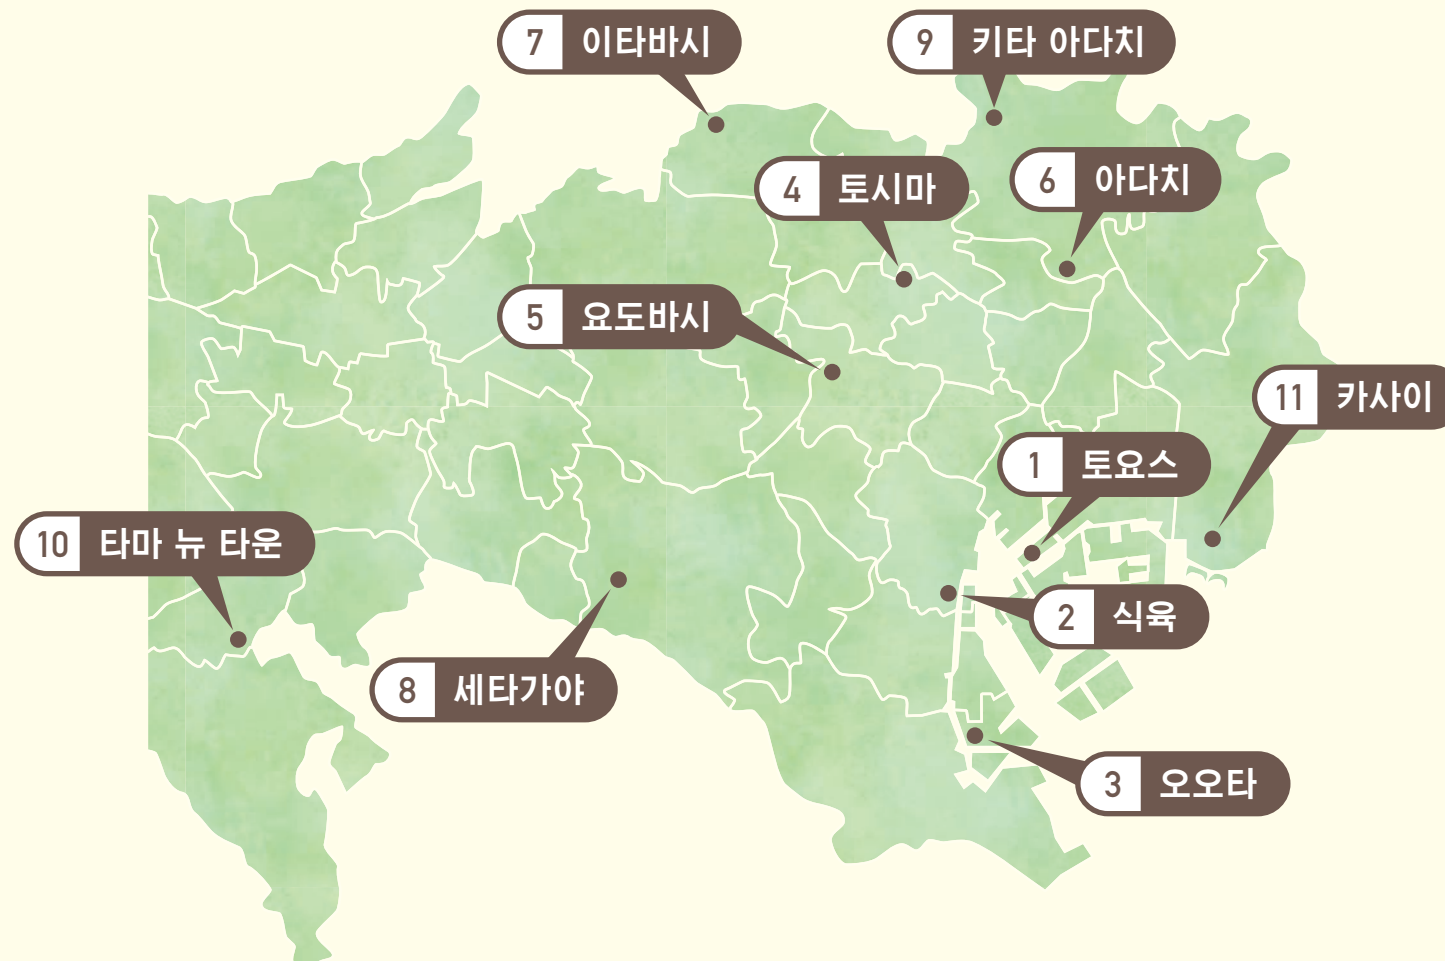 7 이타바시
9 키타 아다치
4 토시마
6 아다치
5 요도바시
11 카사이
1 토요스
10 타마 뉴 타운
2 식육
8 세타가야
3 오오타